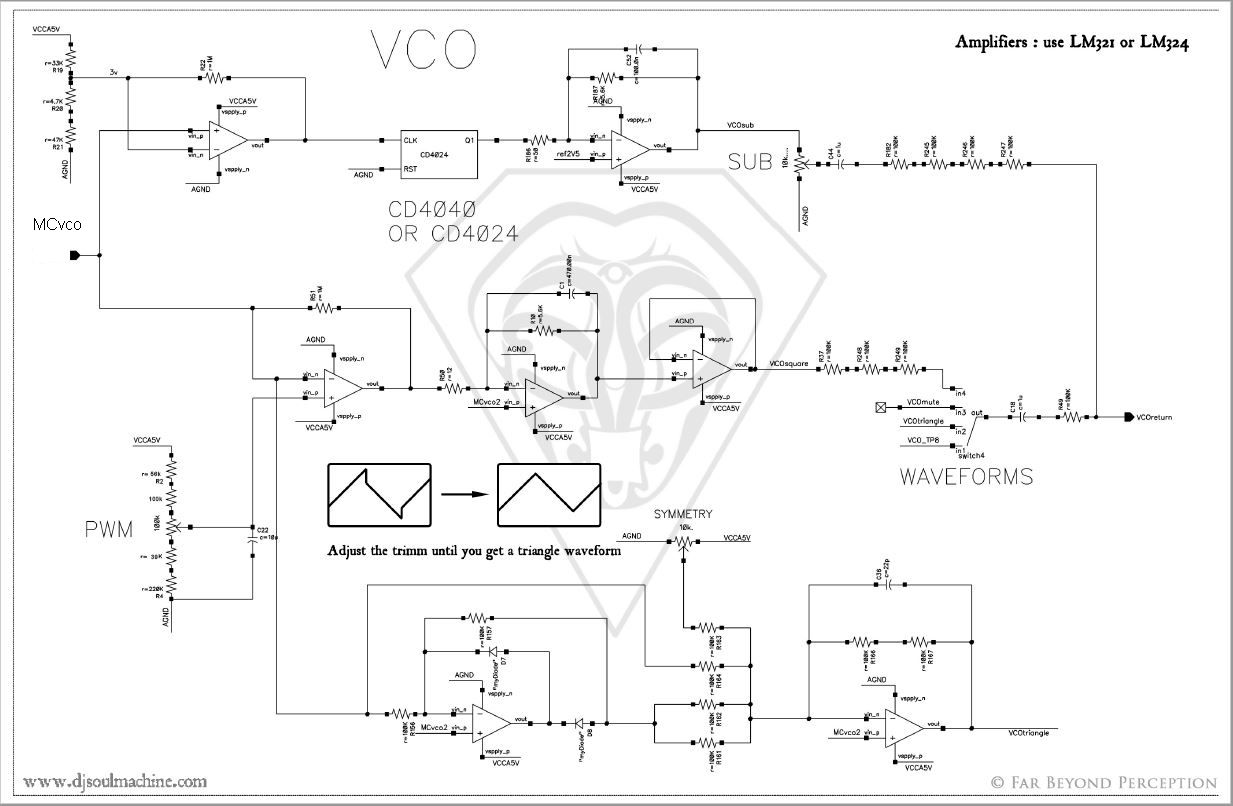 VCCA5V
VCO
Amplifiers : use LM321 or LM324
r=33K
R19
3v
R22
r=1M
C52
c=100.0n
r=4.7K
R20
VCCA5V
vspply_p
R187
r=5.6K
AGND
vspply_n
r=47K
R21
vin_p
vin_n
vout
CLK
Q1
CD4024
RST
R186
r=50
vin_n
ref2V5
vin_p
vout
VCOsub
AGND
vspply_n
AGND
AGND
vspply_p
VCCA5V
SUB
10k...
C44
c=1u
R182
r=100K
R245
r=100K
R246
r=100K
R247
r=100K
AGND
CD4040
OR CD4024
MCvco
R51
r=1M
C1
c=470.00n
R10
r=5.6K
AGND
vspply_n
vin_n
vin_p
vout
vspply_p
VCCA5V
R50
r=12
AGND
vspply_n
vin_n
MCvco2
vin_p
vout
vspply_p
VCCA5V
AGND
vspply_n
vin_n
vin_p
vout
vspply_p
VCCA5V
VCOsquare
R37
r=100K
R248
r=100K
R249
r=100K
in4
VCOmute
in3
out
VCOtriangle
in2
VCO_TP8
in1
switch4
C18
c=1u
R49
r=100K
VCOreturn
WAVEFORMS
VCCA5V
r=56k
R2
100k
PWM
100k
r=39K
r=220K
R4
C22
c=10p
AGND
SYMMETRY
10k.
AGND
VCCA5V
Adjust the trimm until you get a triangle waveform
r=100K
R157
"myDiode"
D7
AGND
vspply_n
r=100K
R156
vin_n
MCvco2
vin_p
vout
vspply_p
VCCA5V
"myDiode"
D8
r=100K
R163
r=100K
R164
r=100K
R162
r=100K
R161
C36
c=22p
r=100K
R166
r=100K
R167
AGND
vspply_n
vin_n
MCvco2
vin_p
vout
vspply_p
VCCA5V
VCOtriangle
www.djsoulmachine.com
© FAR BEYOND PERCEPTION